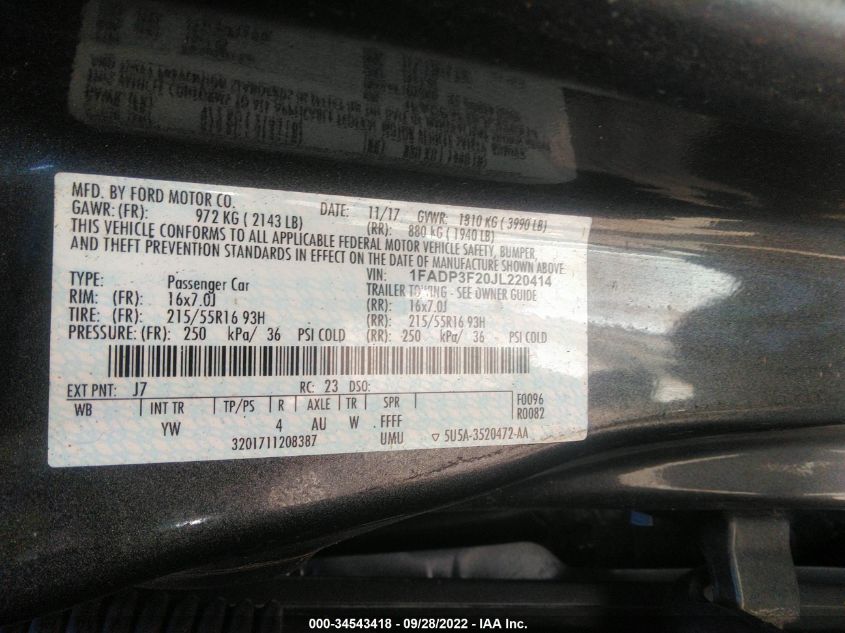 MFD. BY FORD MOTOR CO. DATE: 11/17 GVWR: 1810 KG ( 3990 LB)
GAWR: (FR): 972 KG ( 2143 LB) (RR): 880 KG ( 1940 LB)
THIS VEHICLE CONFORMS TO ALL APPLICABLE FEDERAL MOTOR VEHICLE SAFETY, BUMPER,
AND THEFT PREVENTION STANDARDS IN EFFECT ON THE DATE OF MANUFACTURE SHOWN ABOVE
VIN: 1FADP3F20JL220414
TYPE: Passenger Car TRAILER TOWING - SEE OWNER GUIDE
RIM: (FR): 16x7.0J (RR): 16x7.0J
TIRE: (FR): 215/55R16 93H (RR): 215/55R16 93H
PRESSURE: (FR): 250 kPa/ 36 PSI COLD (RR): 250 kPa/ 36 PSI COLD
EXT PNT: J7 RC: 23 DSO: F0096
WB INT TR TP/PS R AXLE TR SPR R0082
YW 4 AU W FFFF
3201711208387 UMU ▽ 5U5A-3520472-AA
000-34543418 - 09/28/2022 - IAA Inc.